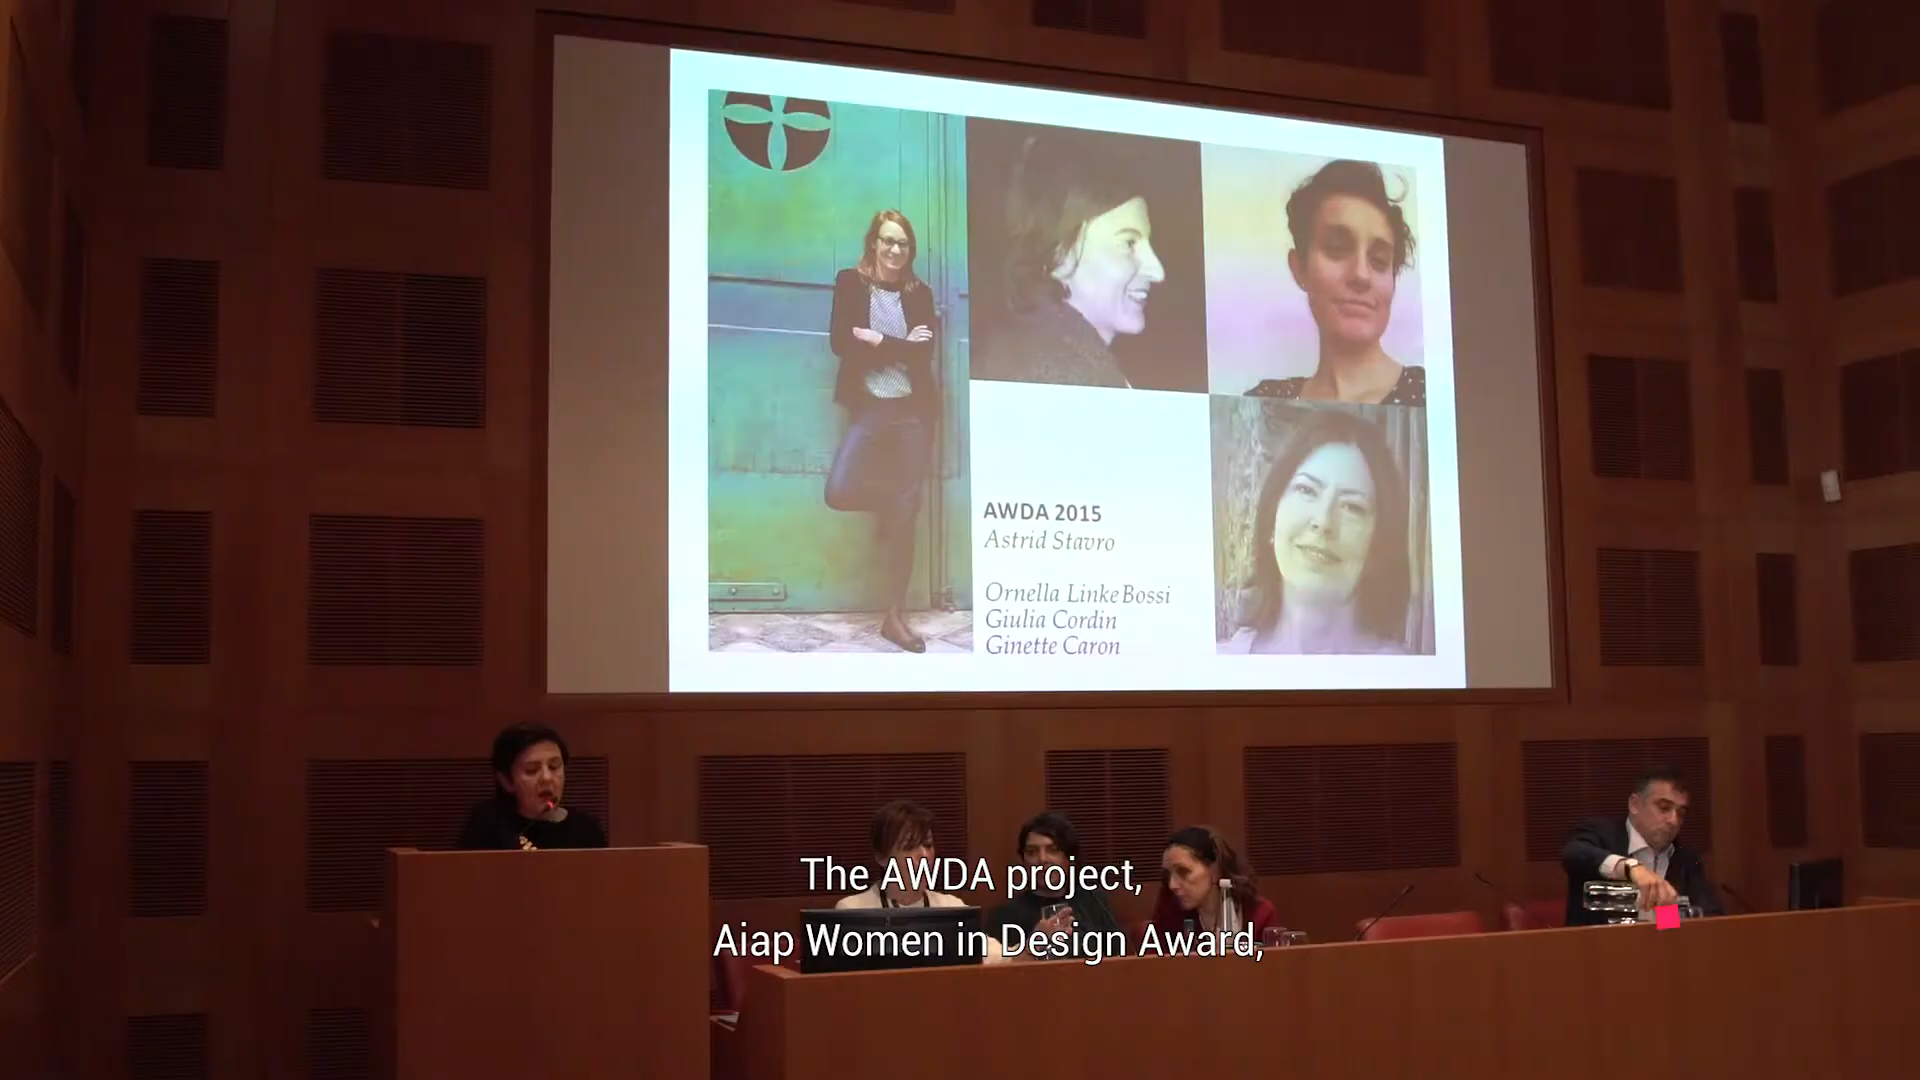 AWDA 2015
Astrid Stavro
Ornella Linke Bossi
Giulia Cordin
Ginette Caron
The AWDA project,
Aiap Women in Design Award,